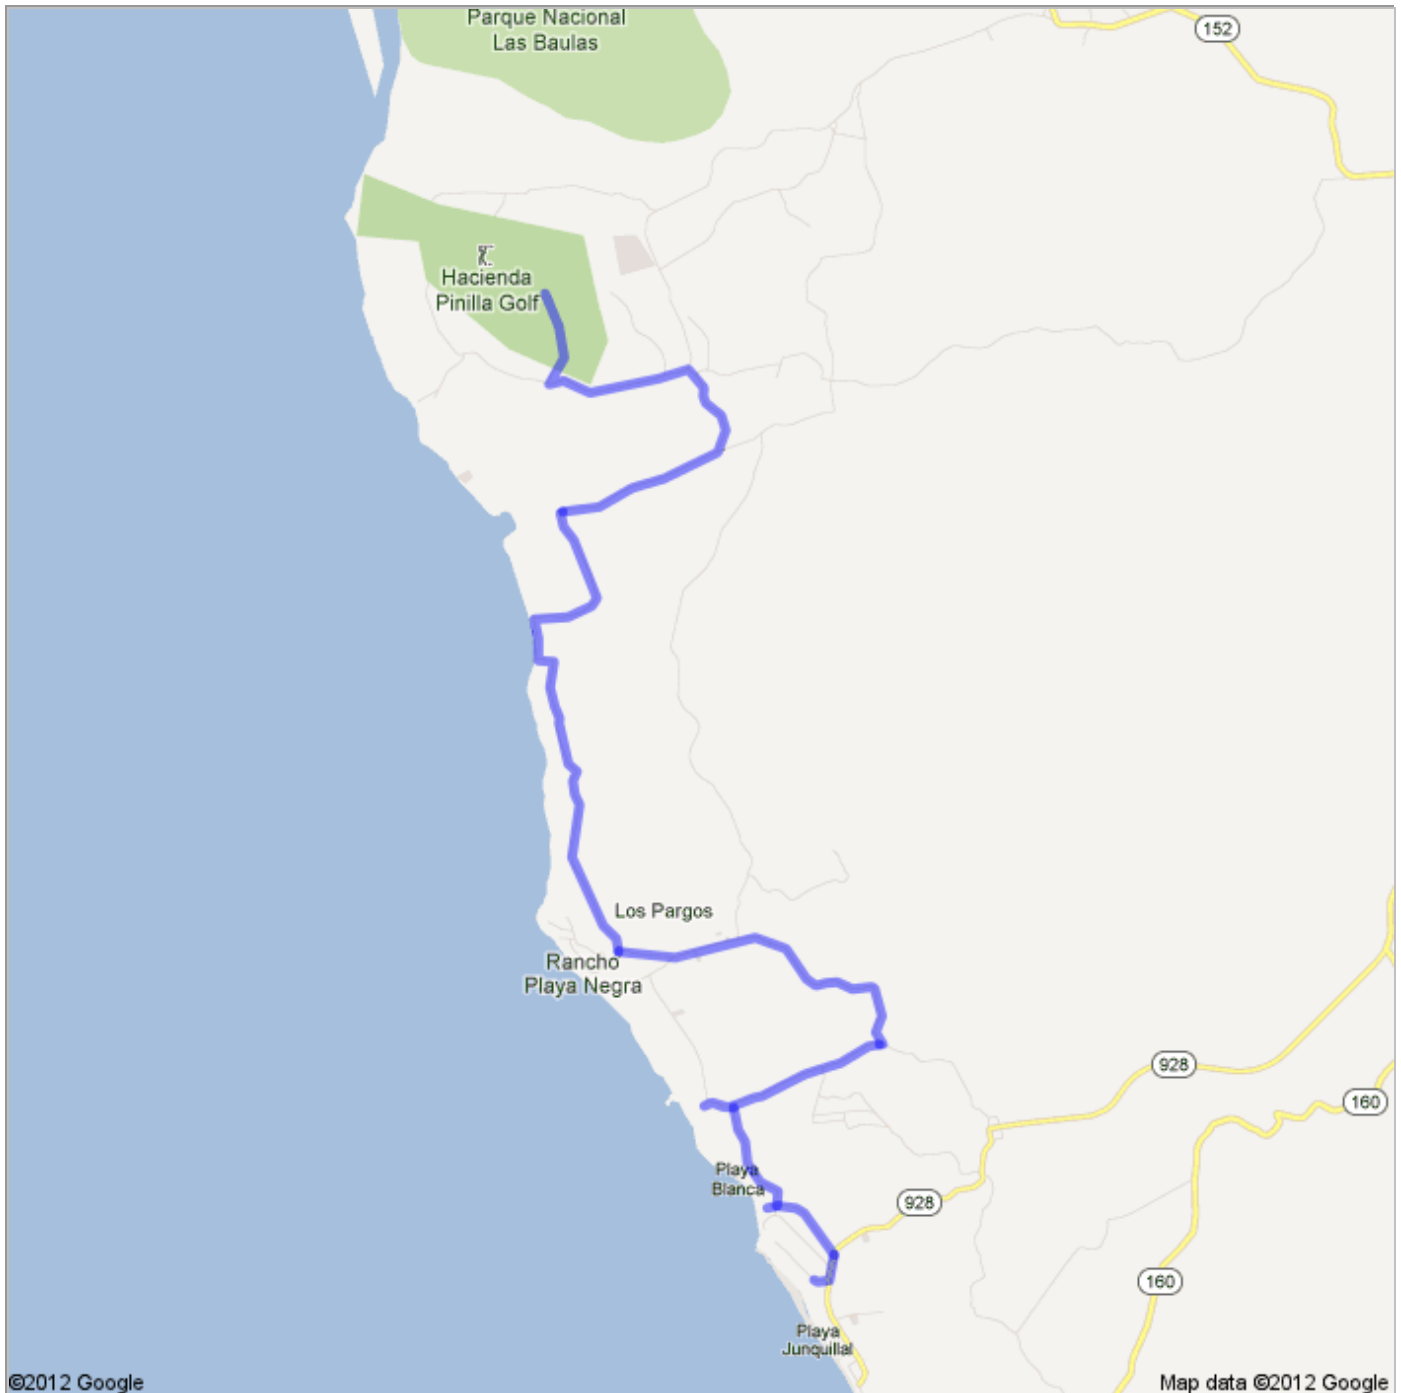 Parque Nacional
Las Baulas
152
Hacienda
Pinilla Golf
Los Pargos
Rancho
Playa Negra
928
160
Playa
Blanca
928
160
Playa
Junquillal
©2012 Google
Map data ©2012 Google